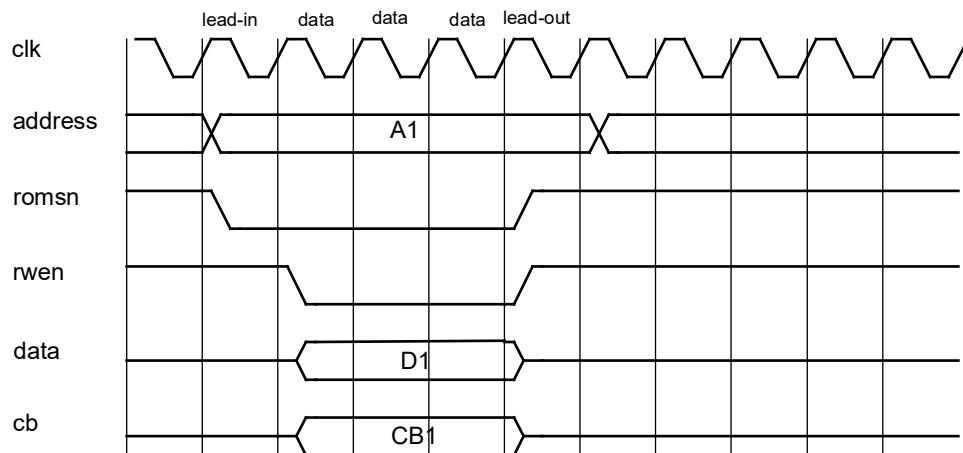 lead-in data data data lead-out
clk
address A1
romsn
rwen
data D1
cb CB1